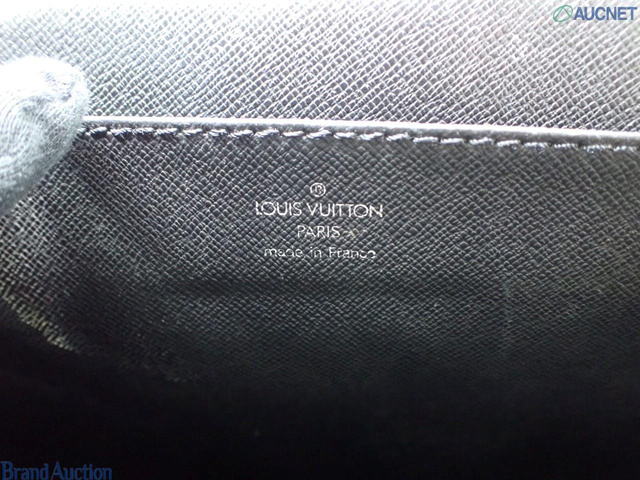 AUCNET
R
LOUIS VUITTON
PARIS
made in France
Brand Auction